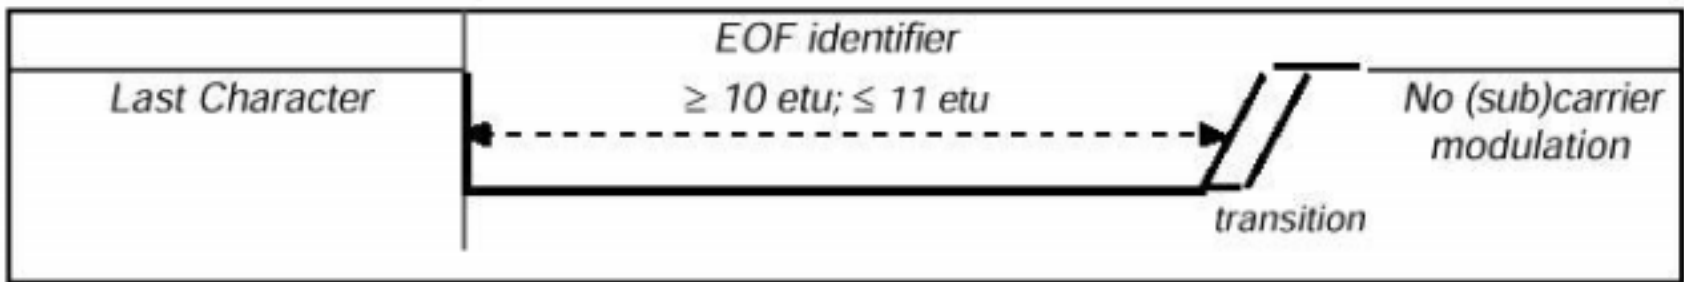 EOF identifier
Last Character
≥ 10 etu; ≤ 11 etu
No (sub)carrier
modulation
transition